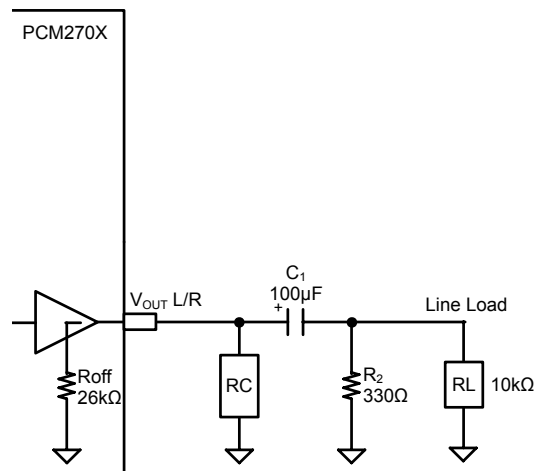 PCM270X
C₁
100µF
+
V_OUT L/R
Line Load
Roff
26kΩ
RC
R₂
330Ω
RL
10kΩ